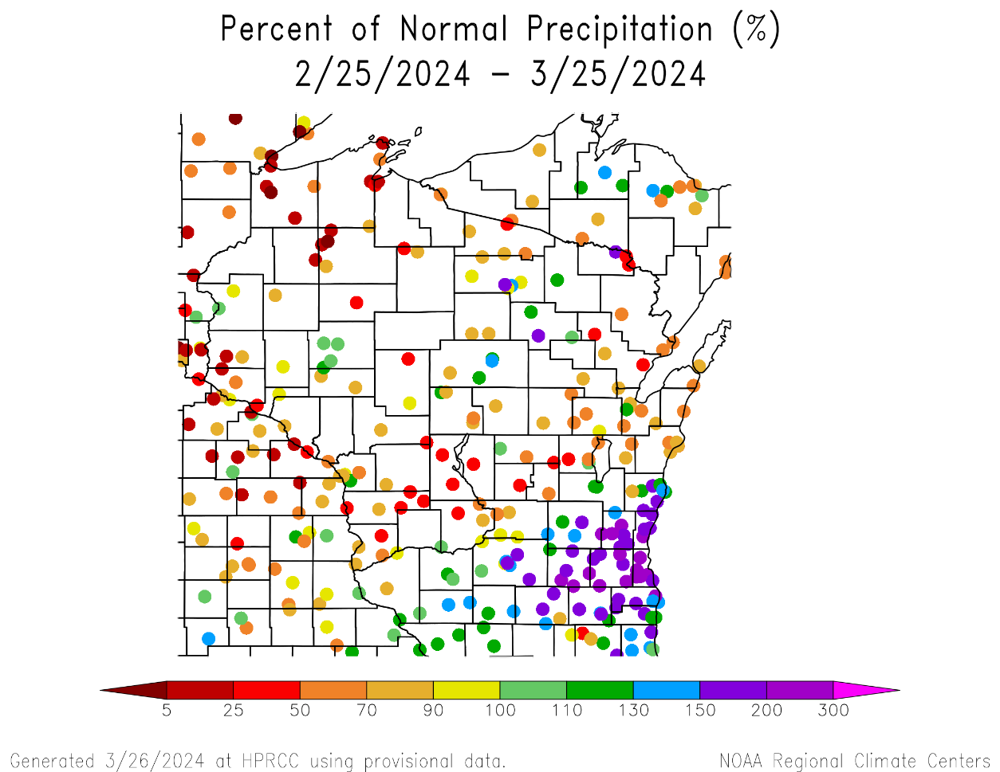 Percent of Normal Precipitation (%)
2/25/2024 – 3/25/2024
5 25 50 70 90 100 110 130 150 200 300
Generated 3/26/2024 at HPRCC using provisional data.
NOAA Regional Climate Centers